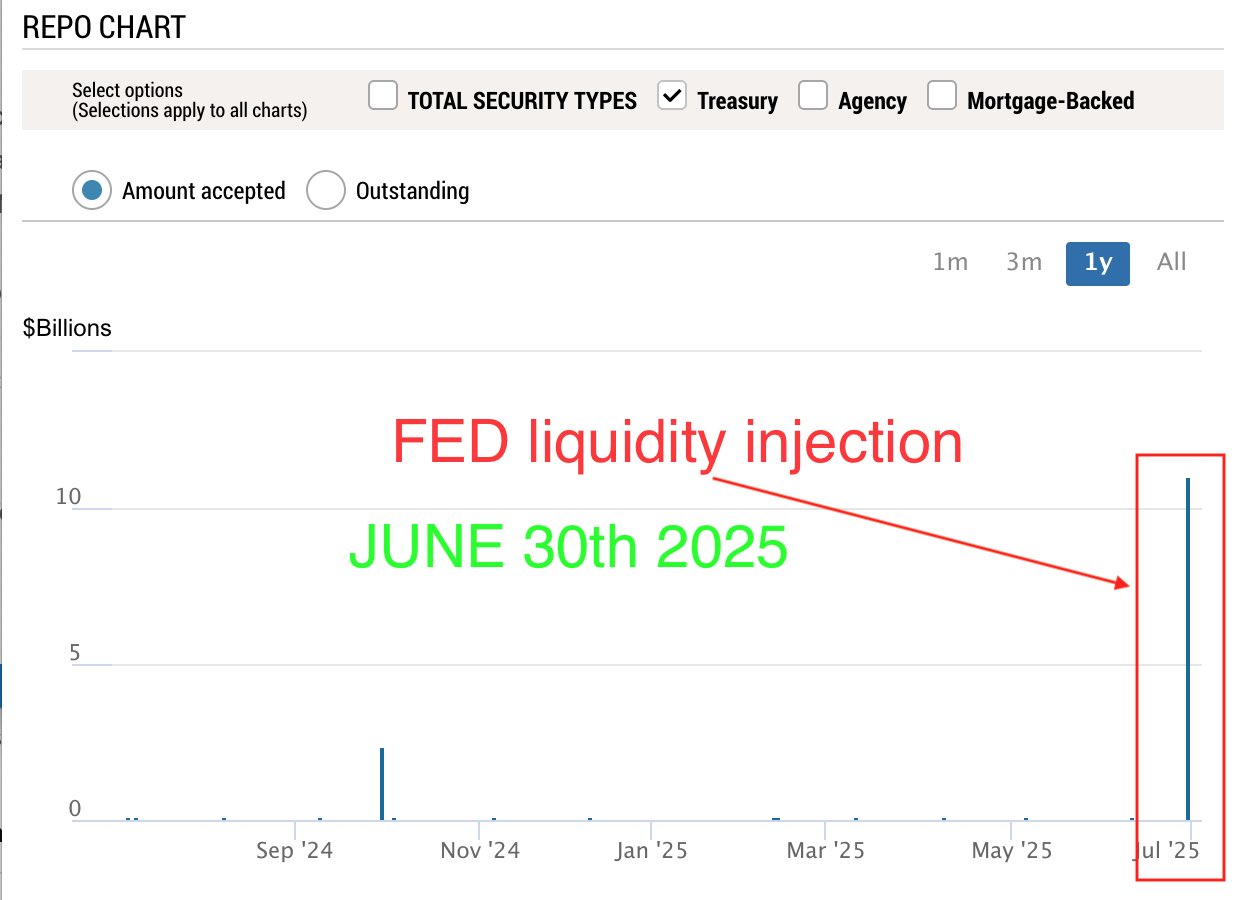 REPO CHART
Select options
(Selections apply to all charts)
TOTAL SECURITY TYPES
Treasury
Agency
Mortgage-Backed
Amount accepted
Outstanding
1m 3m 1y All
$Billions
FED liquidity injection
10
JUNE 30th 2025
5
0
Sep '24 Nov '24 Jan '25 Mar '25 May '25 Jul '25